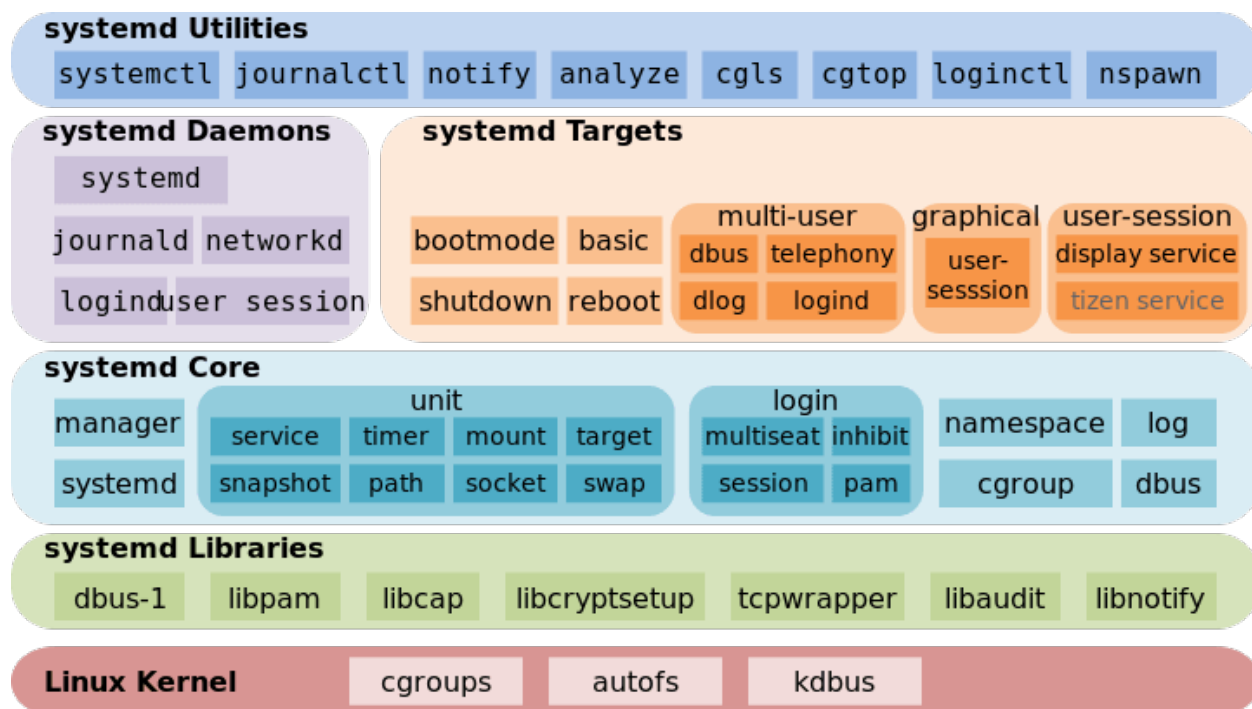 systemd Utilities
systemctl journalctl notify analyze cgls cgtop loginctl nspawn
systemd Daemons
systemd
journald networkd
logind user session
systemd Targets
bootmode basic
shutdown reboot
multi-user
dbus telephony
dlog logind
graphical
user-
sesssion
user-session
display service
tizen service
systemd Core
manager
systemd
unit
service timer mount target
snapshot path socket swap
login
multiseat inhibit
session pam
namespace log
cgroup dbus
systemd Libraries
dbus-1 libpam libcap libcryptsetup tcpwrapper libaudit libnotify
Linux Kernel cgroups autofs kdbus